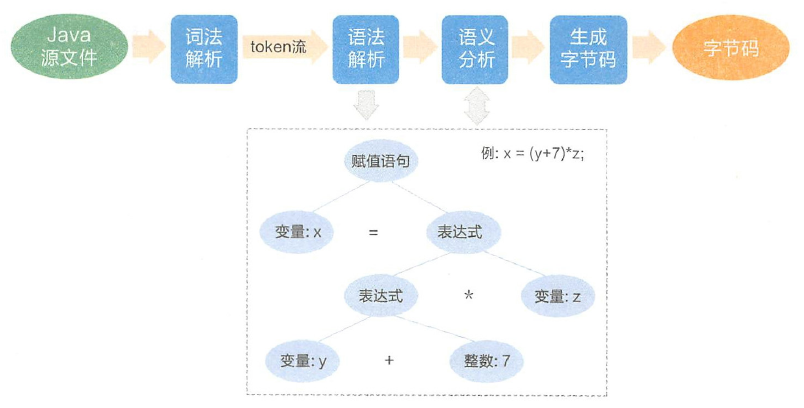 Java
源文件
词法
解析
token流
语法
解析
语义
分析
生成
字节码
字节码
赋值语句
例: x = (y+7)*z;
变量: x
=
表达式
表达式
*
变量: z
变量: y
+
整数: 7